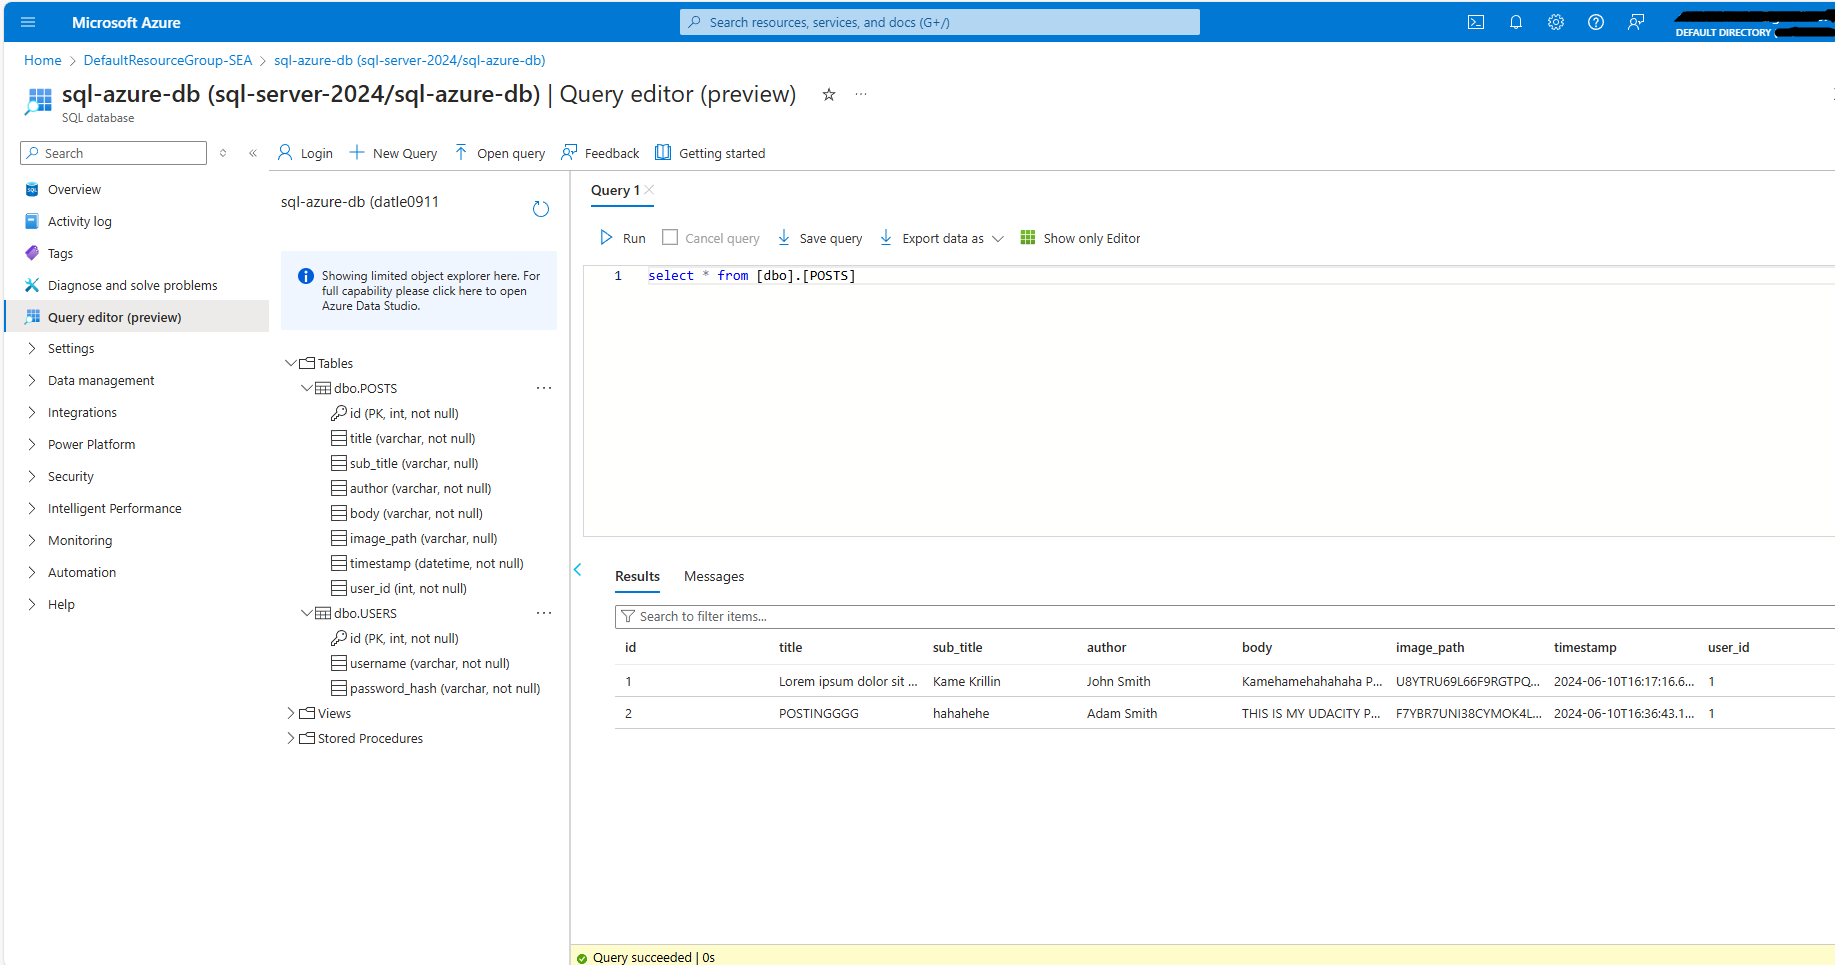 Microsoft Azure
Search resources, services, and docs (G+/)
DEFAULT DIRECTORY (
Home > DefaultResourceGroup-SEA > sql-azure-db (sql-server-2024/sql-azure-db)
sql-azure-db (sql-server-2024/sql-azure-db) | Query editor (preview)
SQL database
Search
Overview
Activity log
Tags
Diagnose and solve problems
Query editor (preview)
Settings
Data management
Integrations
Power Platform
Security
Intelligent Performance
Monitoring
Automation
Help
Login New Query Open query Feedback Getting started
sql-azure-db (datle0911
Showing limited object explorer here. For
full capability please click here to open
Azure Data Studio.
Tables
dbo.POSTS
id (PK, int, not null)
title (varchar, not null)
sub_title (varchar, null)
author (varchar, not null)
body (varchar, not null)
image_path (varchar, null)
timestamp (datetime, not null)
user_id (int, not null)
dbo.USERS
id (PK, int, not null)
username (varchar, not null)
password_hash (varchar, not null)
Views
Stored Procedures
Query 1
Run Cancel query Save query Export data as Show only Editor
1 select * from [dbo].[POSTS]
Results Messages
Search to filter items...
id title sub_title author body image_path timestamp user_id
1 Lorem ipsum dolor sit ... Kame Krillin John Smith Kamehamehahahaha P... U8YTRU69L66F9RGTPQ... 2024-06-10T16:17:16.6... 1
2 POSTINGGGG hahahehe Adam Smith THIS IS MY UDACITY P... F7YBR7UNI38CYMOK4L... 2024-06-10T16:36:43.1... 1
Query succeeded | 0s